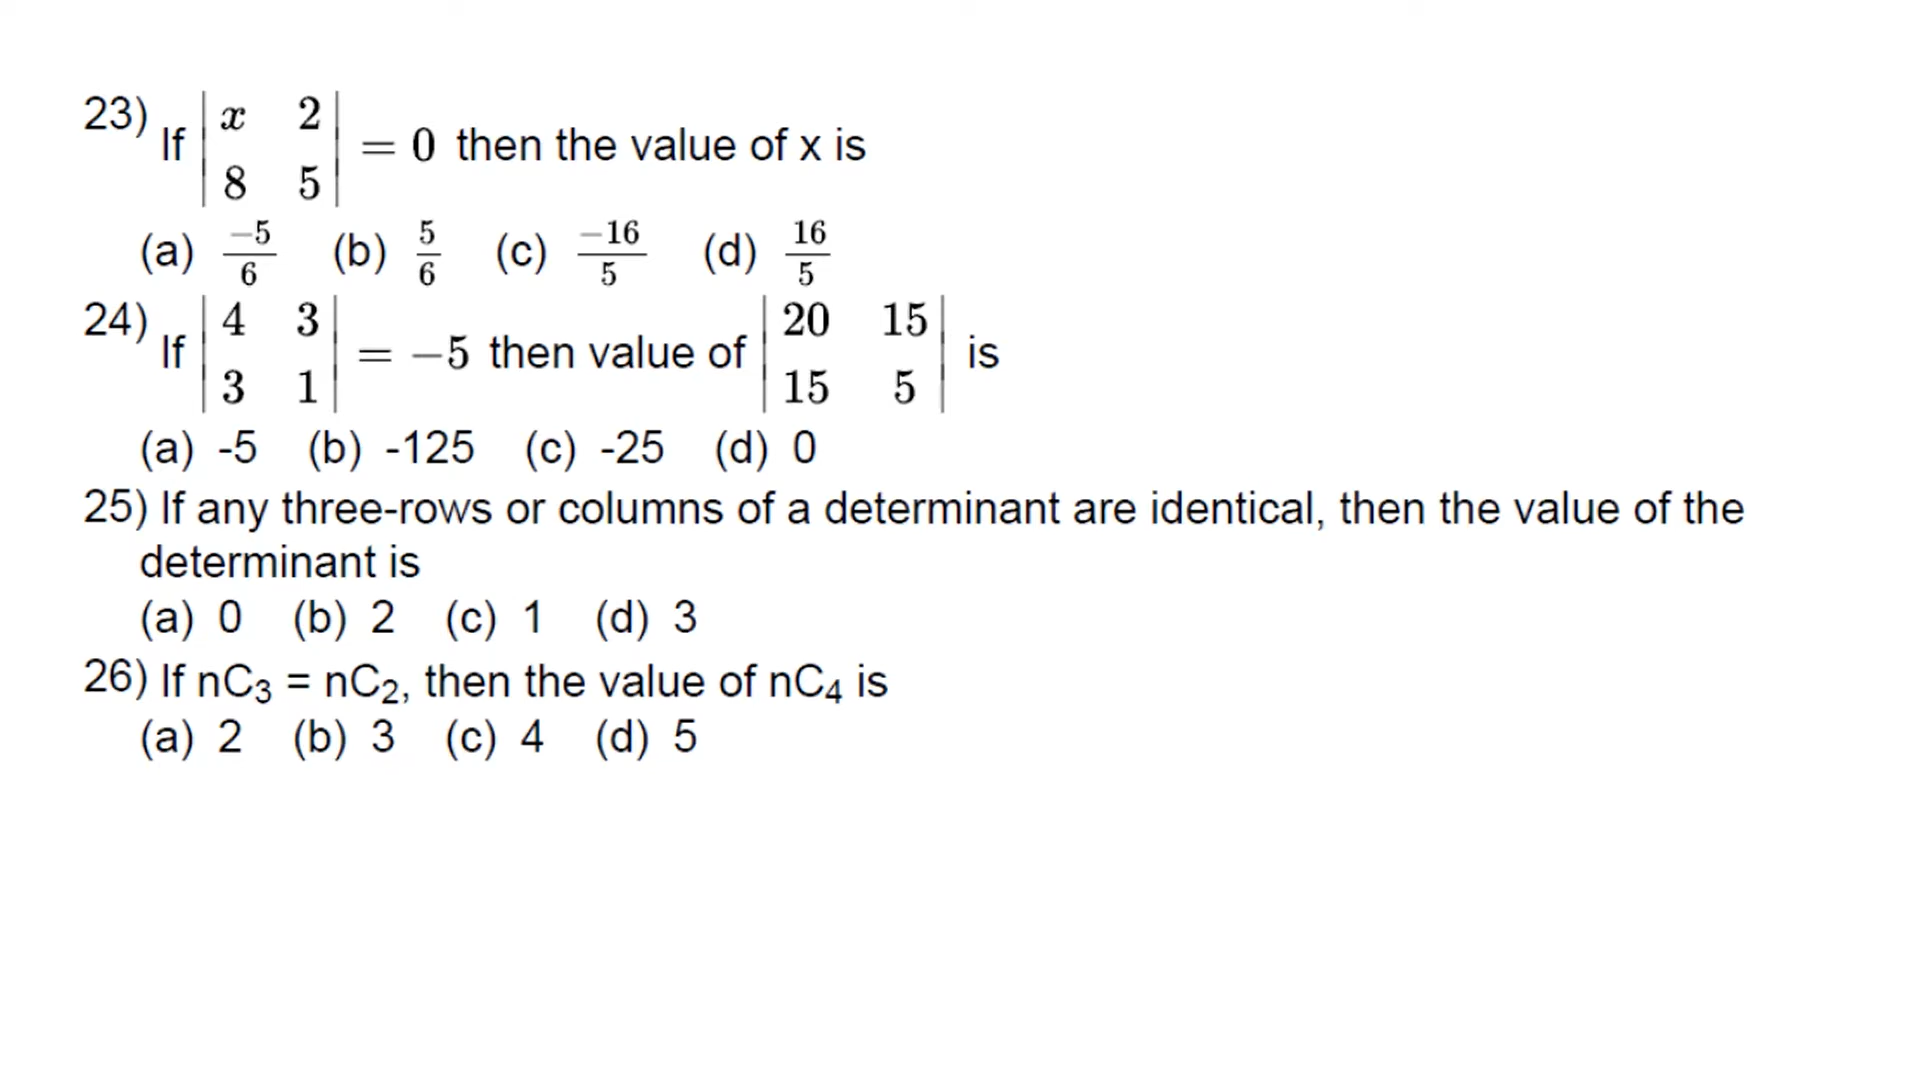 23) If | x 2 ; 8 5 | = 0 then the value of x is
(a) −5/6 (b) 5/6 (c) −16/5 (d) 16/5
24) If | 4 3 ; 3 1 | = −5 then value of | 20 15 ; 15 5 | is
(a) -5 (b) -125 (c) -25 (d) 0
25) If any three-rows or columns of a determinant are identical, then the value of the
determinant is
(a) 0 (b) 2 (c) 1 (d) 3
26) If nC₃ = nC₂, then the value of nC₄ is
(a) 2 (b) 3 (c) 4 (d) 5